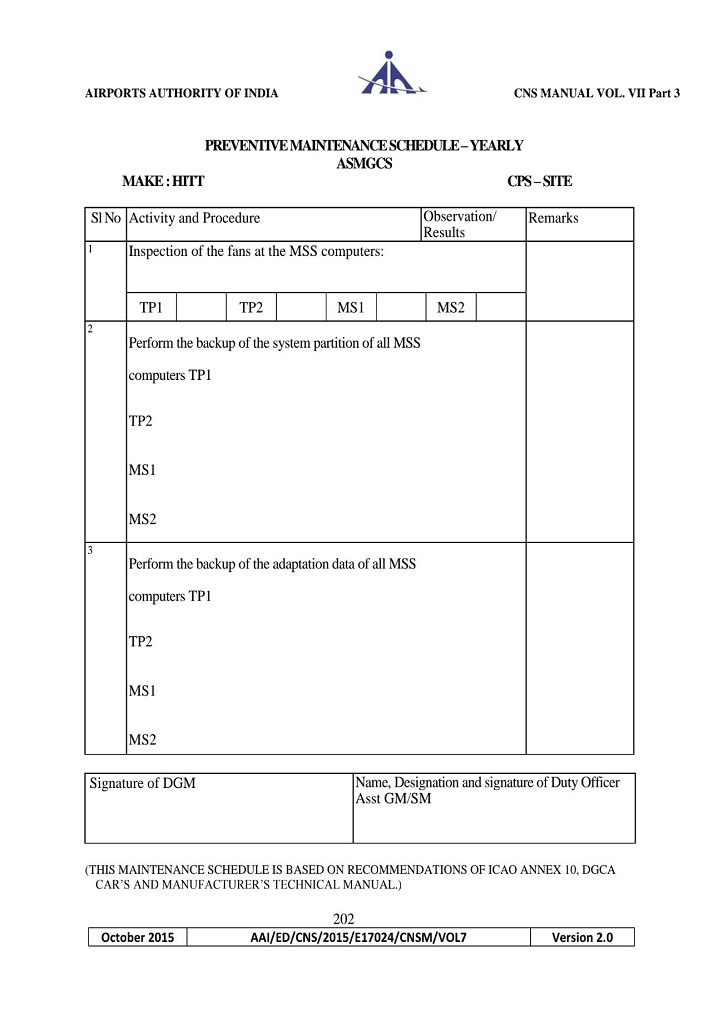 AIRPORTS AUTHORITY OF INDIA
CNS MANUAL VOL. VII Part 3
PREVENTIVE MAINTENANCE SCHEDULE – YEARLY
ASMGCS
MAKE : HITT
CPS – SITE
Sl No Activity and Procedure Observation/ Remarks
Results
1 Inspection of the fans at the MSS computers:
TP1 TP2 MS1 MS2
2
Perform the backup of the system partition of all MSS
computers TP1
TP2
MS1
MS2
3
Perform the backup of the adaptation data of all MSS
computers TP1
TP2
MS1
MS2
Signature of DGM
Name, Designation and signature of Duty Officer
Asst GM/SM
(THIS MAINTENANCE SCHEDULE IS BASED ON RECOMMENDATIONS OF ICAO ANNEX 10, DGCA
CAR’S AND MANUFACTURER’S TECHNICAL MANUAL.)
202
October 2015 AAI/ED/CNS/2015/E17024/CNSM/VOL7 Version 2.0